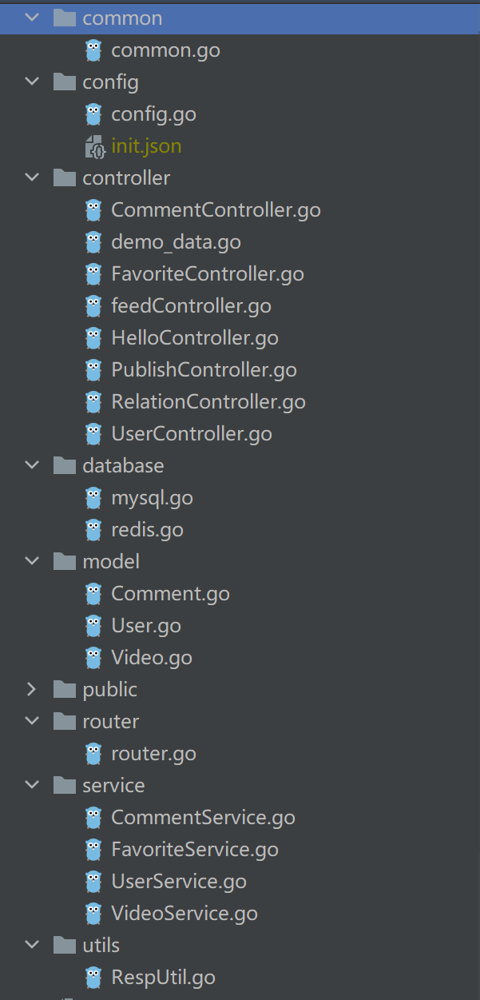 common
common.go
config
config.go
init.json
controller
CommentController.go
demo_data.go
FavoriteController.go
feedController.go
HelloController.go
PublishController.go
RelationController.go
UserController.go
database
mysql.go
redis.go
model
Comment.go
User.go
Video.go
public
router
router.go
service
CommentService.go
FavoriteService.go
UserService.go
VideoService.go
utils
RespUtil.go